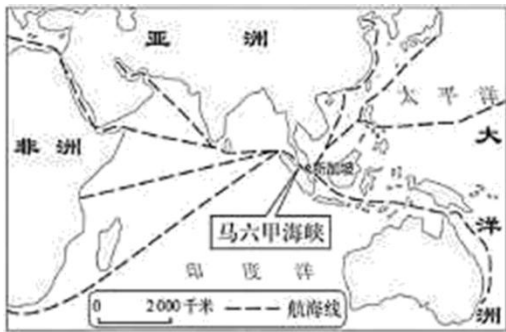 亚洲
太平洋
非洲
新加坡
大洋洲
马六甲海峡
印度洋
0 2000千米 航海线